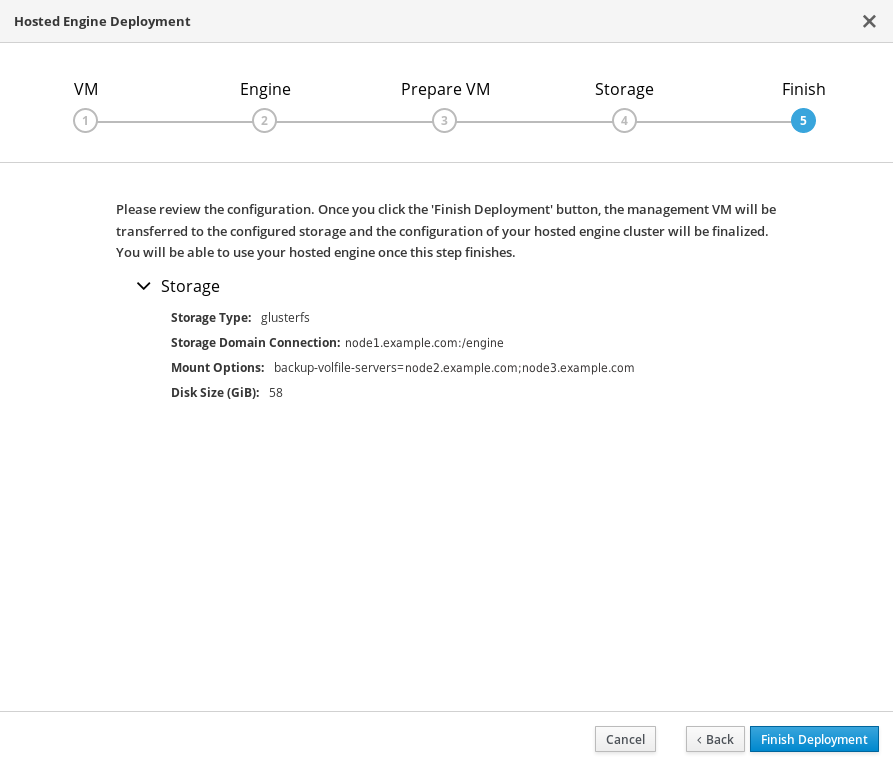 Hosted Engine Deployment
VM Engine Prepare VM Storage Finish
1 2 3 4 5
Please review the configuration. Once you click the 'Finish Deployment' button, the management VM will be
transferred to the configured storage and the configuration of your hosted engine cluster will be finalized.
You will be able to use your hosted engine once this step finishes.
Storage
Storage Type: glusterfs
Storage Domain Connection: node1.example.com:/engine
Mount Options: backup-volfile-servers=node2.example.com;node3.example.com
Disk Size (GiB): 58
Cancel < Back Finish Deployment